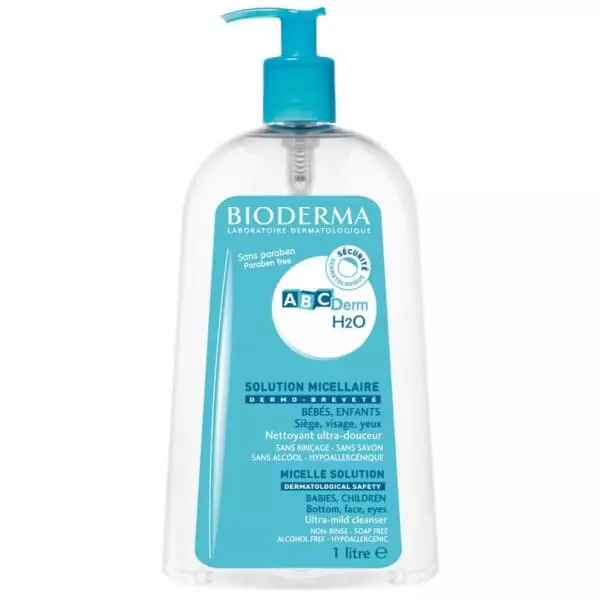 BIODERMA
LABORATOIRE DERMATOLOGIQUE
Sans paraben
Paraben free
SÉCURITÉ
DERMATOLOGIQUE
ABCDerm
H2O
SOLUTION MICELLAIRE
DERMO-BREVETÉ
BÉBÉS, ENFANTS
Siège, visage, yeux
Nettoyant ultra-douceur
SANS RINÇAGE - SANS SAVON
SANS ALCOOL - HYPOALLERGÉNIQUE
MICELLE SOLUTION
DERMATOLOGICAL SAFETY
BABIES, CHILDREN
Bottom, face, eyes
Ultra-mild cleanser
NON-RINSE - SOAP FREE
ALCOHOL FREE - HYPOALLERGENIC
1 litre ℮